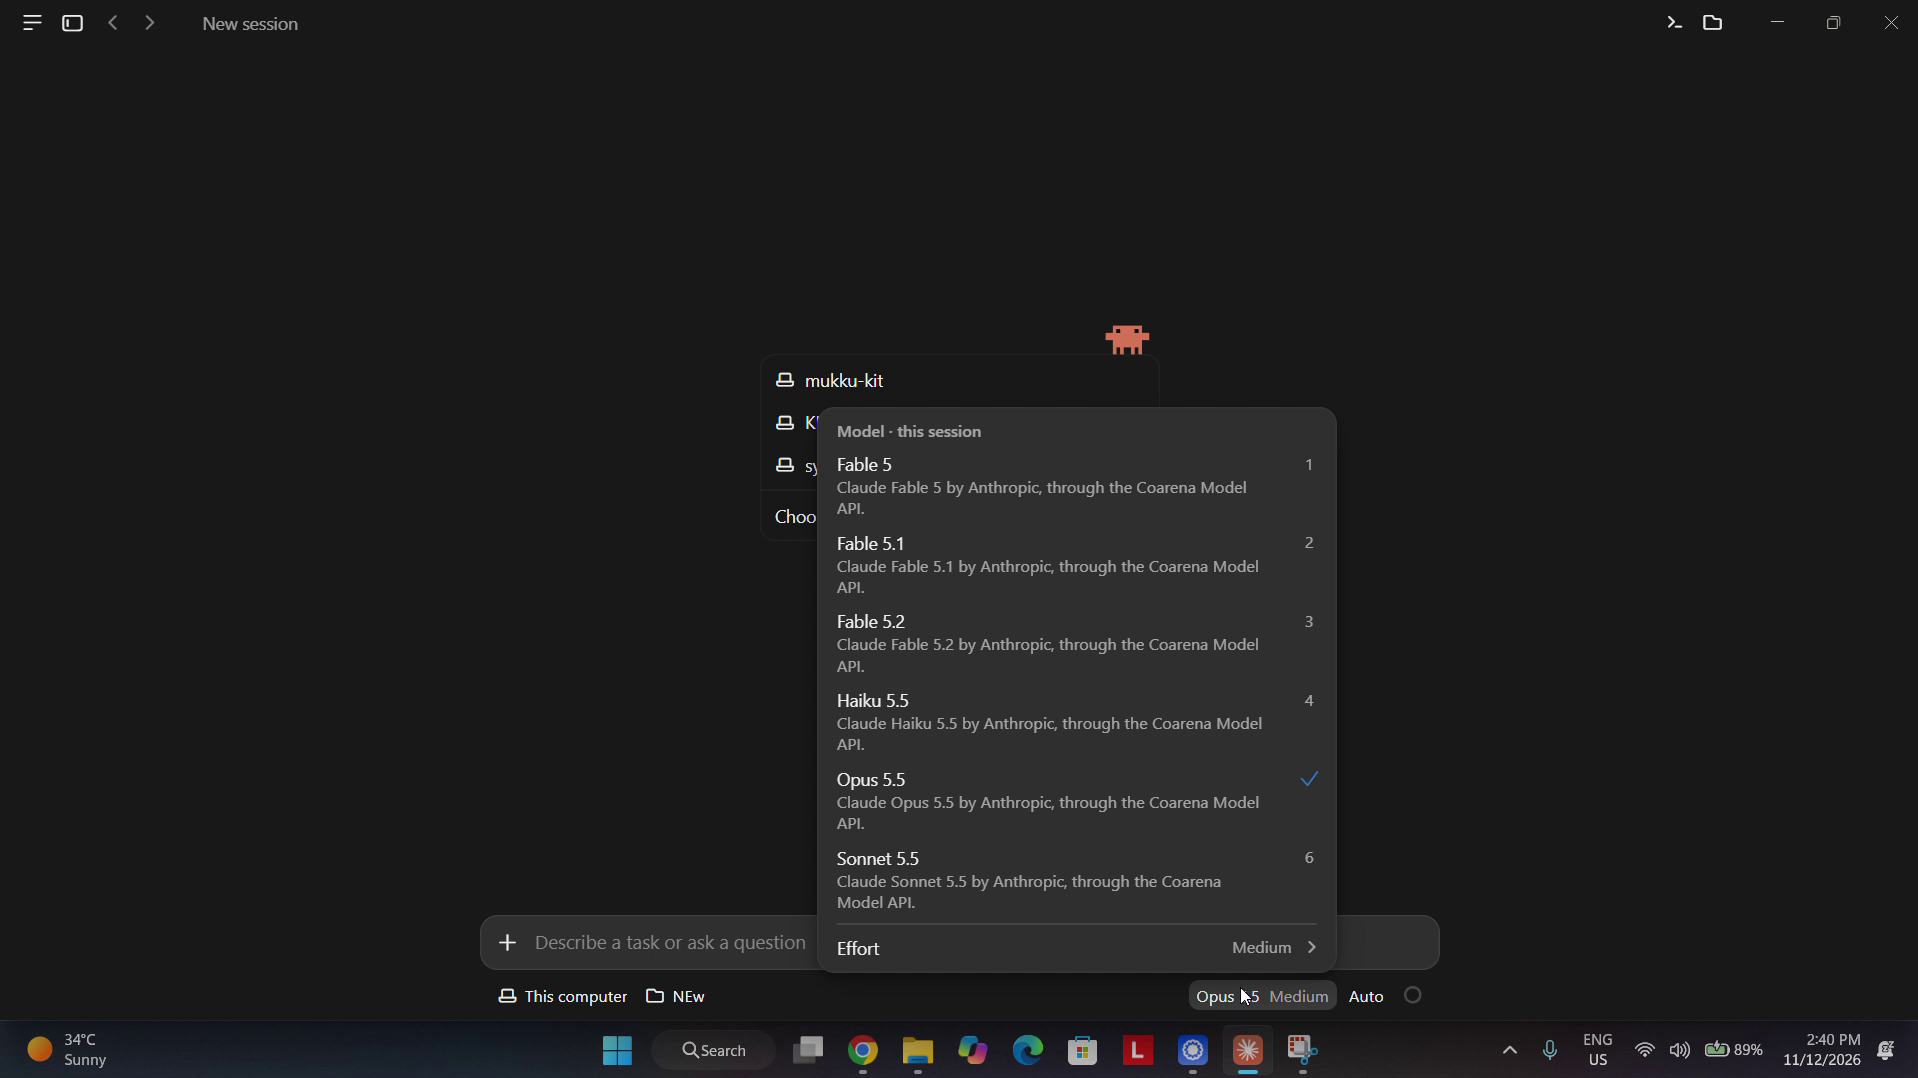 New session
mukku-kit
Model · this session
Fable 5
1
Claude Fable 5 by Anthropic, through the Coarena Model
API.
Choo
Fable 5.1
2
Claude Fable 5.1 by Anthropic, through the Coarena Model
API.
Fable 5.2
3
Claude Fable 5.2 by Anthropic, through the Coarena Model
API.
Haiku 5.5
4
Claude Haiku 5.5 by Anthropic, through the Coarena Model
API.
Opus 5.5
Claude Opus 5.5 by Anthropic, through the Coarena Model
API.
Sonnet 5.5
6
Claude Sonnet 5.5 by Anthropic, through the Coarena
Model API.
Describe a task or ask a question
Effort
Medium
This computer
NEw
Opus 5 Medium
Auto
34°C
Sunny
Search
L
ENG
US
89%
2:40 PM
11/12/2026